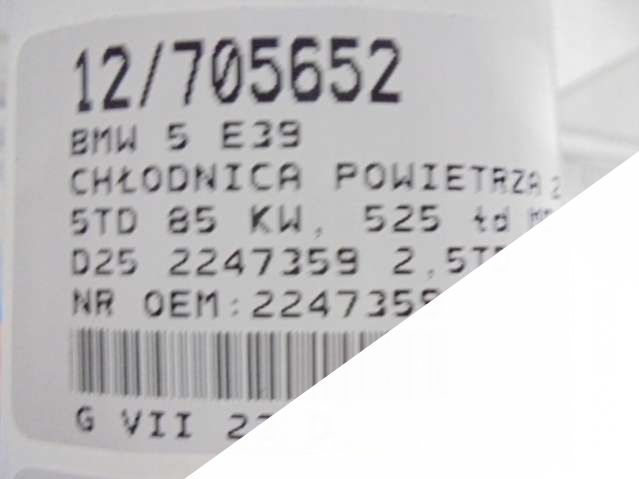 12/705652
BMW 5 E39
CHŁODNICA POWIETRZA 2
5TD 85 KW, 525 td
D25 2247359 2,5TD
NR OEM:2247359
G VII